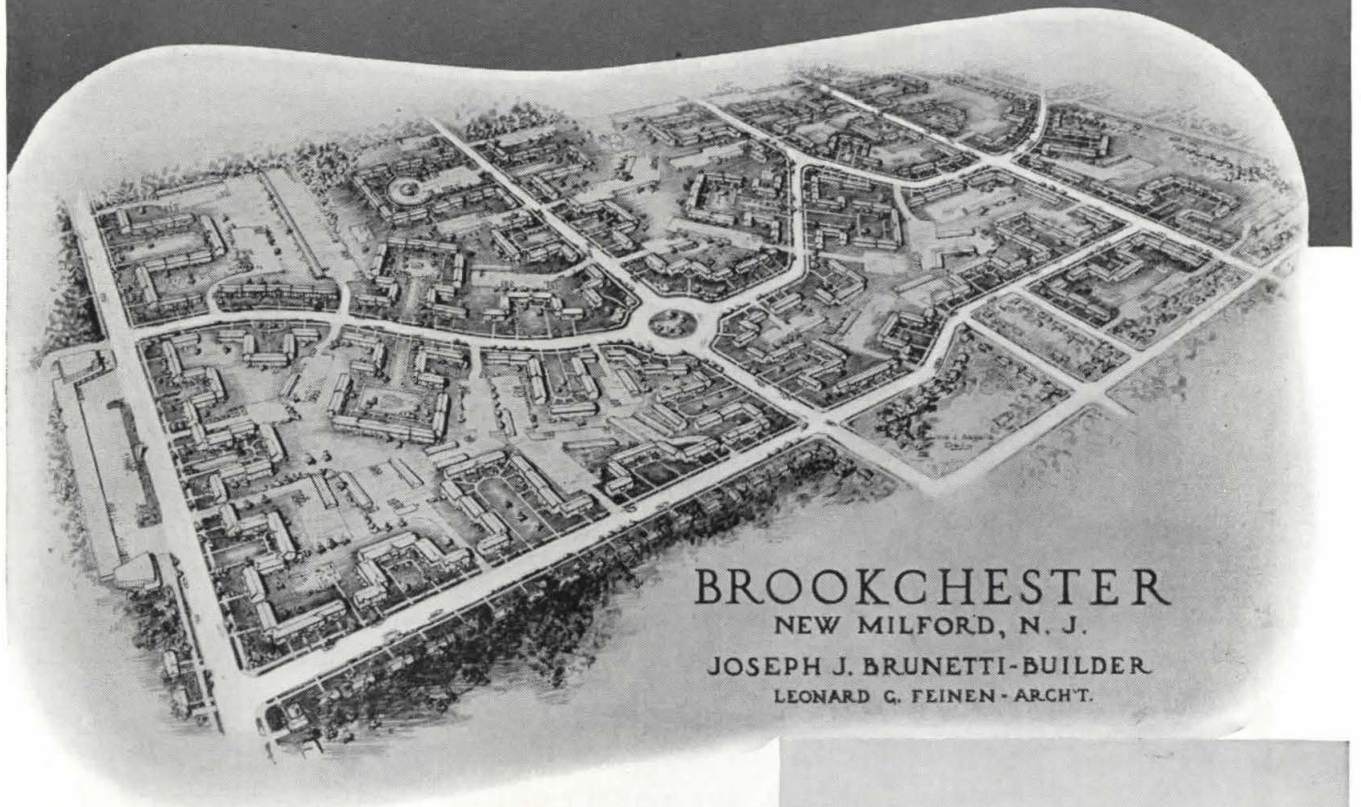 BROOKCHESTER
NEW MILFORD, N. J.
JOSEPH J. BRUNETTI-BUILDER
LEONARD G. FEINEN - ARCH'T.